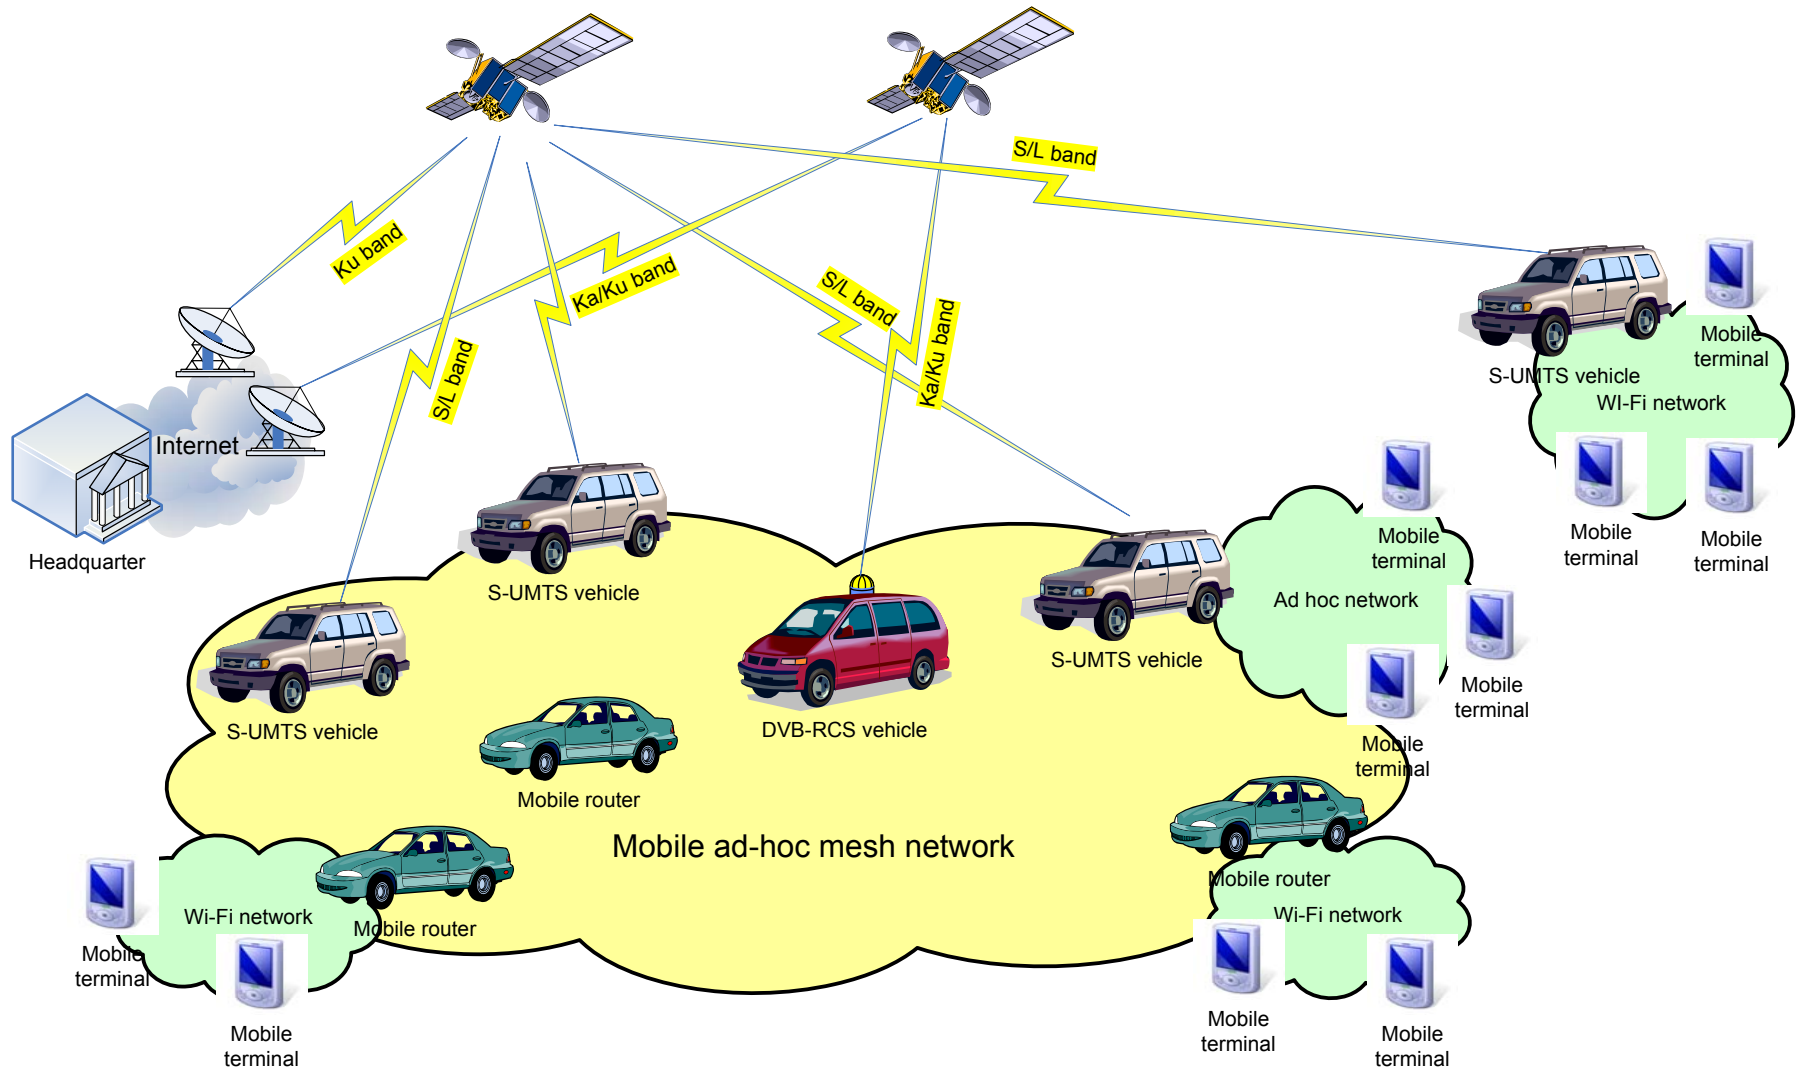 S/L band
Ku band
Ka/Ku band
S/L band
S/L band
Ka/Ku band
Mobile
terminal
S-UMTS vehicle
WI-Fi network
Internet
Mobile
terminal
Mobile
terminal
Headquarter
Mobile
terminal
S-UMTS vehicle
Ad hoc network
S-UMTS vehicle
Mobile
terminal
S-UMTS vehicle
DVB-RCS vehicle
Mobile
terminal
Mobile router
Mobile ad-hoc mesh network
Mobile router
Wi-Fi network
Wi-Fi network
Mobile router
Mobile
terminal
Mobile
terminal
Mobile
terminal
Mobile
terminal